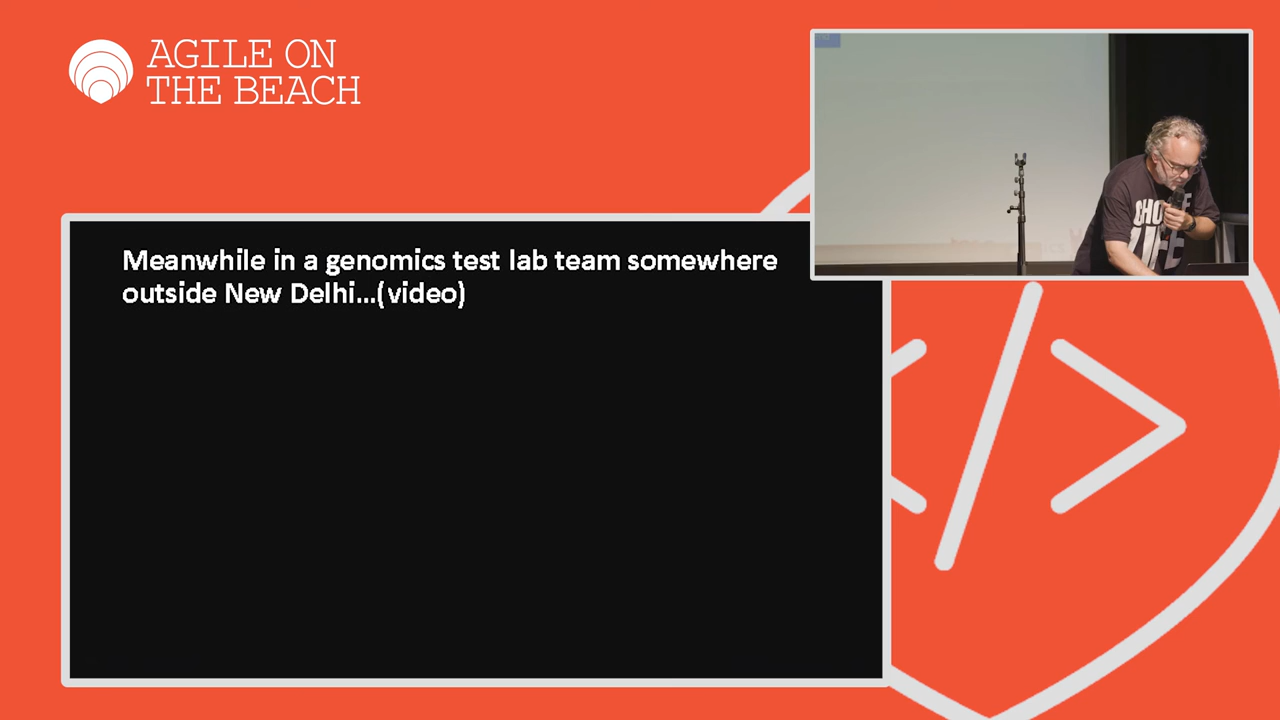 AGILE ON
THE BEACH
Meanwhile in a genomics test lab team somewhere
outside New Delhi...(video)